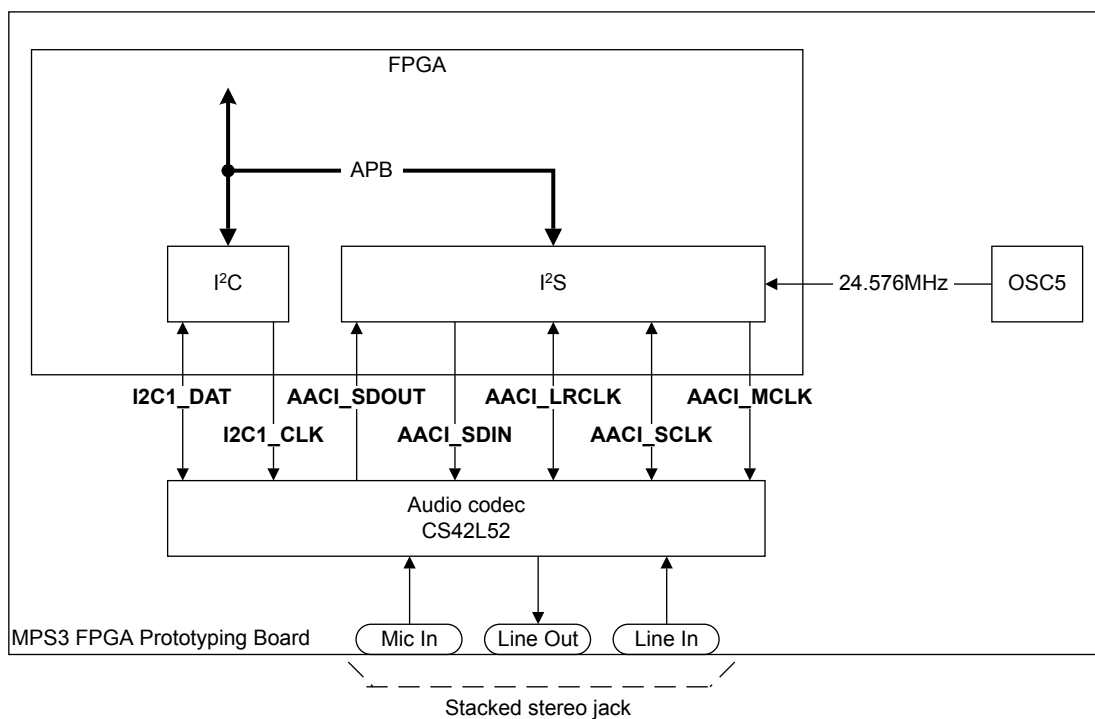 FPGA
APB
I²C
I²S
24.576MHz
OSC5
I2C1_DAT
AACI_SDOUT
AACI_LRCLK
AACI_MCLK
I2C1_CLK
AACI_SDIN
AACI_SCLK
Audio codec
CS42L52
MPS3 FPGA Prototyping Board
Mic In
Line Out
Line In
Stacked stereo jack